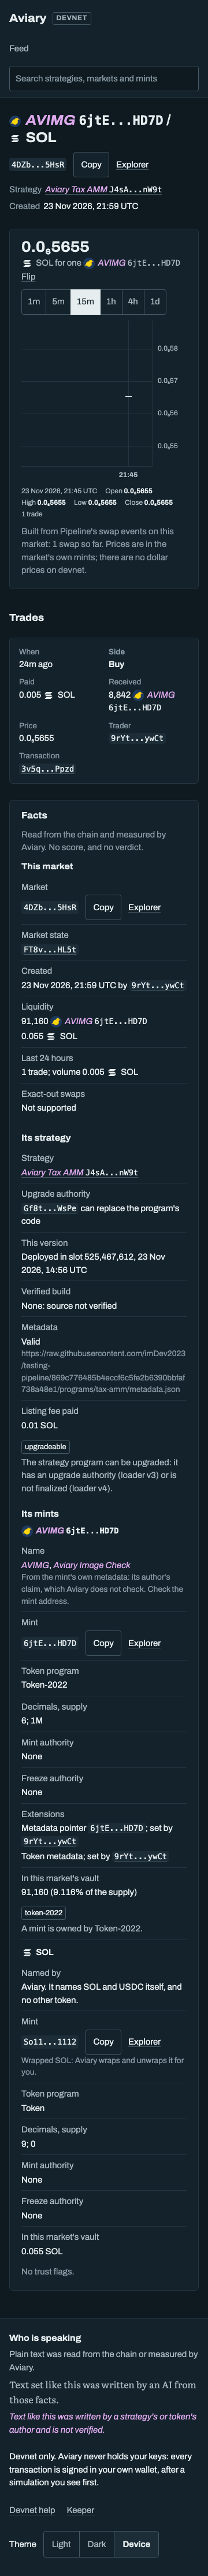 Aviary DEVNET
Feed
Search strategies, markets and mints
AVIMG 6jtE...HD7D /
SOL
4DZb...5HsR Copy Explorer
Strategy Aviary Tax AMM J4sA...nW9t
Created 23 Nov 2026, 21:59 UTC
0.0₆5655
SOL for one AVIMG 6jtE...HD7D
Flip
1m 5m 15m 1h 4h 1d
0.0₆58
0.0₆57
0.0₆56
0.0₆55
21:45
23 Nov 2026, 21:45 UTC Open 0.0₆5655
High 0.0₆5655 Low 0.0₆5655 Close 0.0₆5655
1 trade
Built from Pipeline's swap events on this
market: 1 swap so far. Prices are in the
market's own mints; there are no dollar
prices on devnet.
Trades
When Side
24m ago Buy
Paid Received
0.005 SOL 8,842 AVIMG
6jtE...HD7D
Price Trader
0.0₆5655 9rYt...ywCt
Transaction
3v5q...Ppzd
Facts
Read from the chain and measured by
Aviary. No score, and no verdict.
This market
Market
4DZb...5HsR Copy Explorer
Market state
FT8v...HL5t
Created
23 Nov 2026, 21:59 UTC by 9rYt...ywCt
Liquidity
91,160 AVIMG 6jtE...HD7D
0.055 SOL
Last 24 hours
1 trade; volume 0.005 SOL
Exact-out swaps
Not supported
Its strategy
Strategy
Aviary Tax AMM J4sA...nW9t
Upgrade authority
Gf8t...WsPe can replace the program's
code
This version
Deployed in slot 525,467,612, 23 Nov
2026, 14:56 UTC
Verified build
None: source not verified
Metadata
Valid
https://raw.githubusercontent.com/imDev2023
/testing-
pipeline/869c776485b4eccf6c5fe2b6390bbfaf
738a48e1/programs/tax-amm/metadata.json
Listing fee paid
0.01 SOL
upgradeable
The strategy program can be upgraded: it
has an upgrade authority (loader v3) or is
not finalized (loader v4).
Its mints
AVIMG 6jtE...HD7D
Name
AVIMG, Aviary Image Check
From the mint's own metadata: its author's
claim, which Aviary does not check. Check the
mint address.
Mint
6jtE...HD7D Copy Explorer
Token program
Token-2022
Decimals, supply
6; 1M
Mint authority
None
Freeze authority
None
Extensions
Metadata pointer 6jtE...HD7D ; set by
9rYt...ywCt
Token metadata; set by 9rYt...ywCt
In this market's vault
91,160 (9.116% of the supply)
token-2022
A mint is owned by Token-2022.
SOL
Named by
Aviary. It names SOL and USDC itself, and
no other token.
Mint
So11...1112 Copy Explorer
Wrapped SOL: Aviary wraps and unwraps it for
you.
Token program
Token
Decimals, supply
9; 0
Mint authority
None
Freeze authority
None
In this market's vault
0.055 SOL
No trust flags.
Who is speaking
Plain text was read from the chain or measured by
Aviary.
Text set like this was written by an AI from
those facts.
Text like this was written by a strategy's or token's
author and is not verified.
Devnet only. Aviary never holds your keys: every
transaction is signed in your own wallet, after a
simulation you see first.
Devnet help Keeper
Theme Light Dark Device